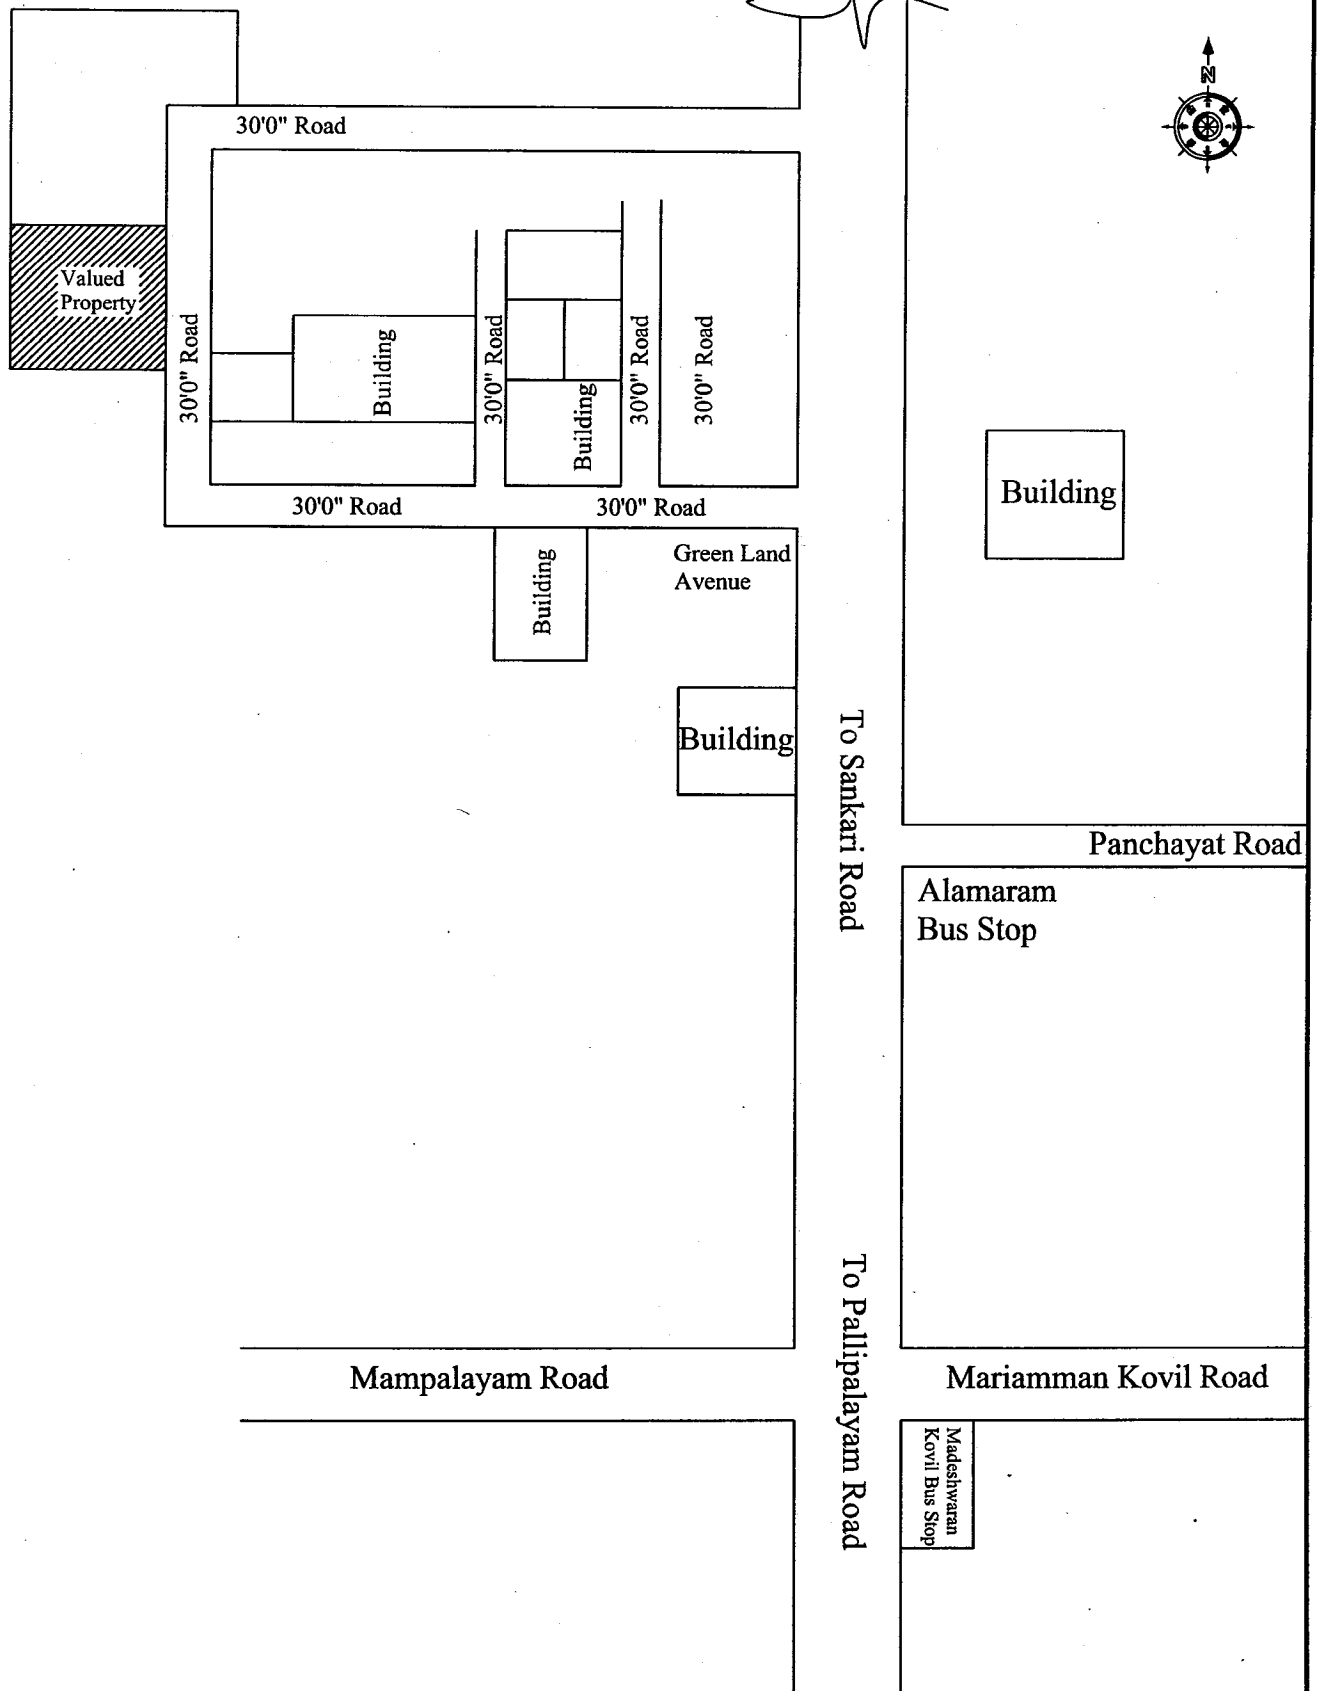 N
30'0" Road
Valued
Property
30'0" Road
Building
30'0" Road
Building
30'0" Road
30'0" Road
Building
30'0" Road
30'0" Road
Building
Green Land
Avenue
Building
To Sankari Road
Panchayat Road
Alamaram
Bus Stop
To Pallipalayam Road
Mampalayam Road
Mariamman Kovil Road
Madeshwaran
Kovil Bus Stop